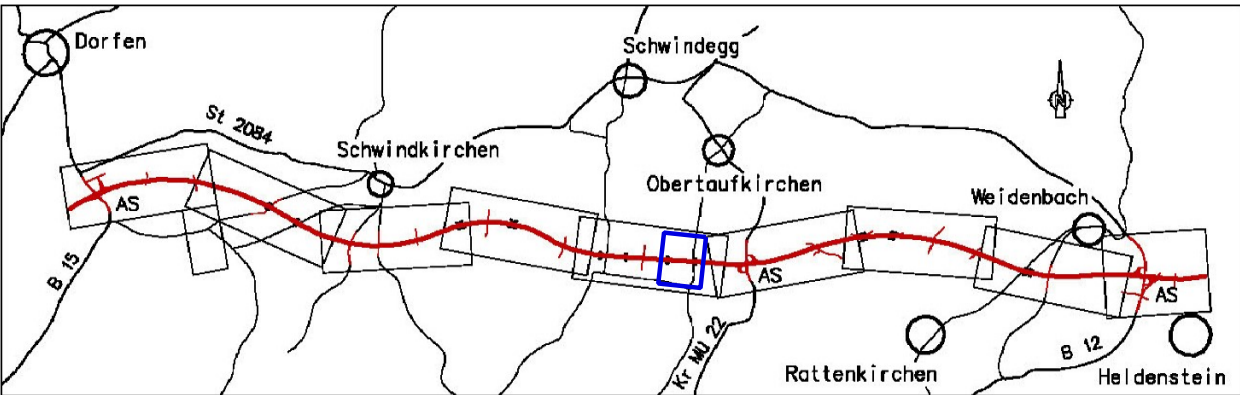 Dorfen
Schwindegg
N
St 2084
Schwindkirchen
Obertaufkirchen
Weidenbach
AS
B 15
AS
AS
Kr MÜ 22
B 12
Rattenkirchen
Heldenstein